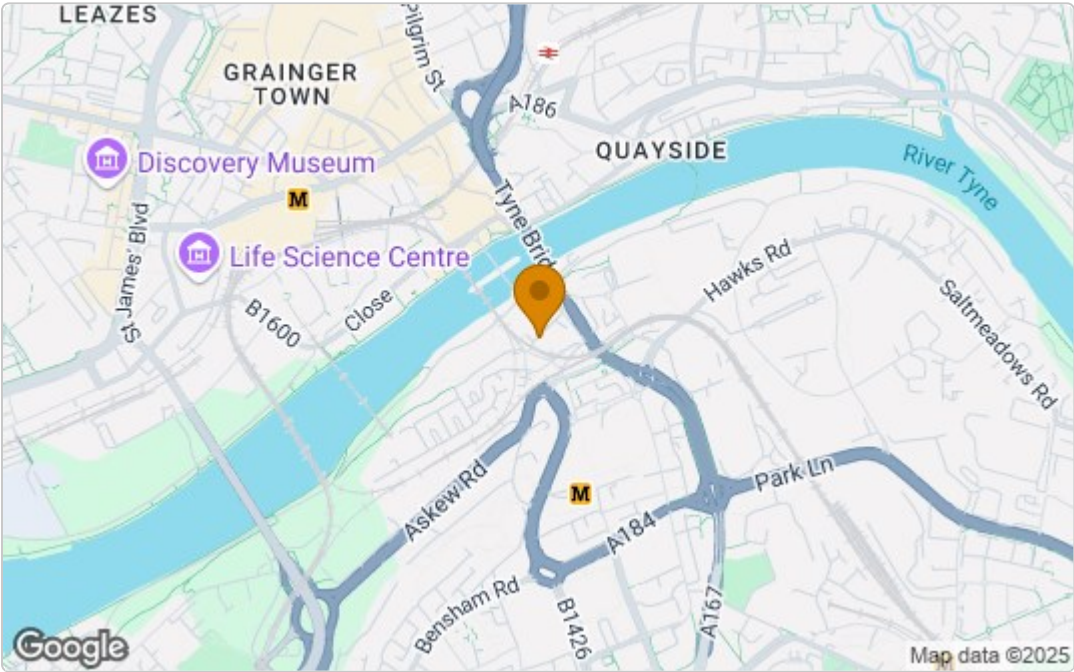 LEAZES
Pilgrim St
GRAINGER
TOWN
A186
Discovery Museum
QUAYSIDE
River Tyne
M
Tyne Brid
St James' Blvd
Life Science Centre
Hawks Rd
Close
B1600
Saltmeadows Rd
Askew Rd
M
Park Ln
A184
Bensham Rd
B1426
A167
Google
Map data ©2025